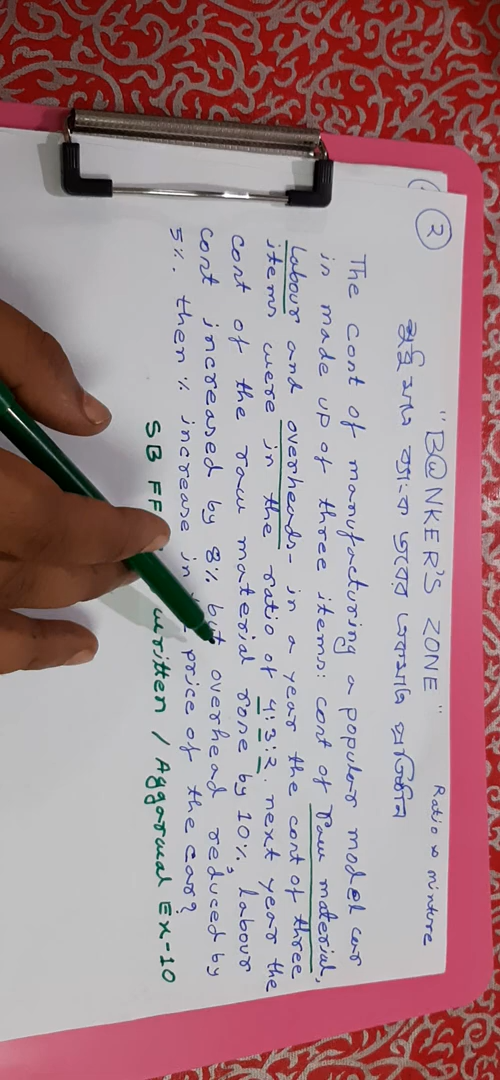 Ratio & mixture
"B@NKER'S ZONE"
শুধু মাত্র ব্যাংক জবের
2
The cost of manufacturing a popular model car
in made up of three items: cost of raw material,
labour and overheads- in a year the cost of three
items were in the ratio of 4:3:2. next year the
cost of the raw material rose by 10%, labour
cost increased by 8% but overhead reduced by
5%. then % increase in price of the car?
SB FF written / Aggarwal Ex-10